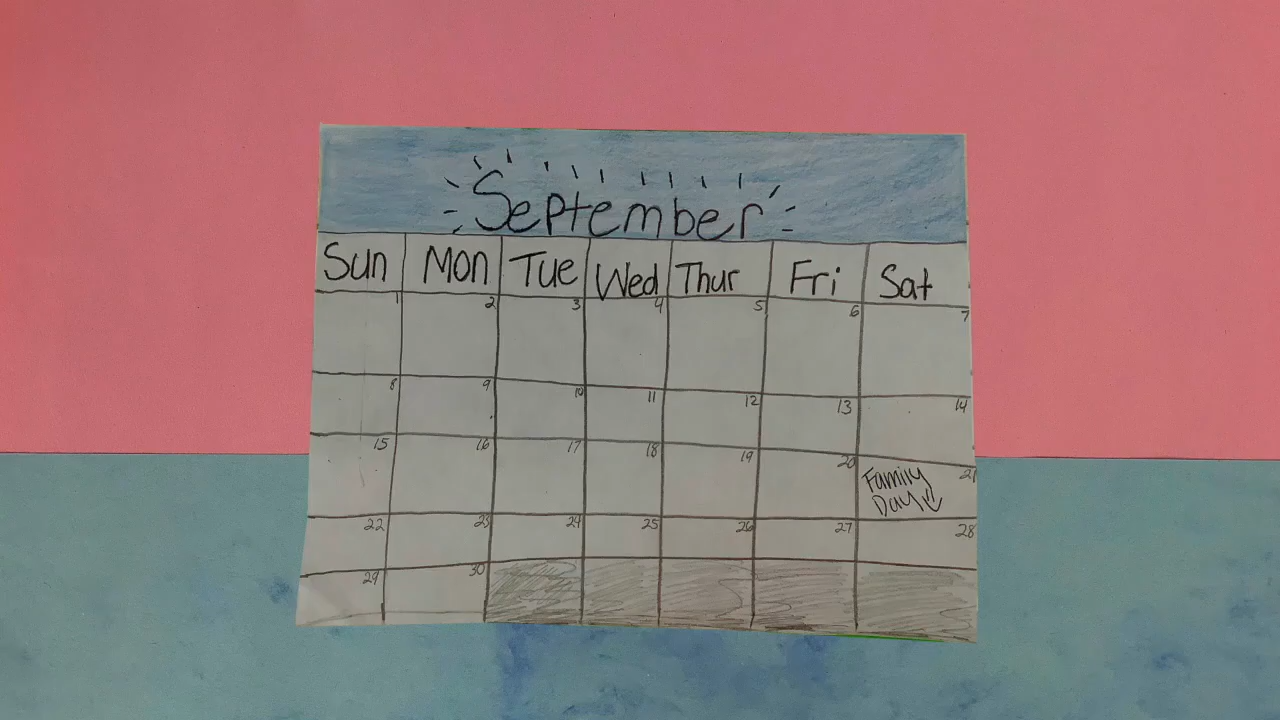 September
Sun Mon Tue Wed Thur Fri Sat
1 2 3 4 5 6 7
8 9 10 11 12 13 14
15 16 17 18 19 20 21
Family
Day
22 23 24 25 26 27 28
29 30